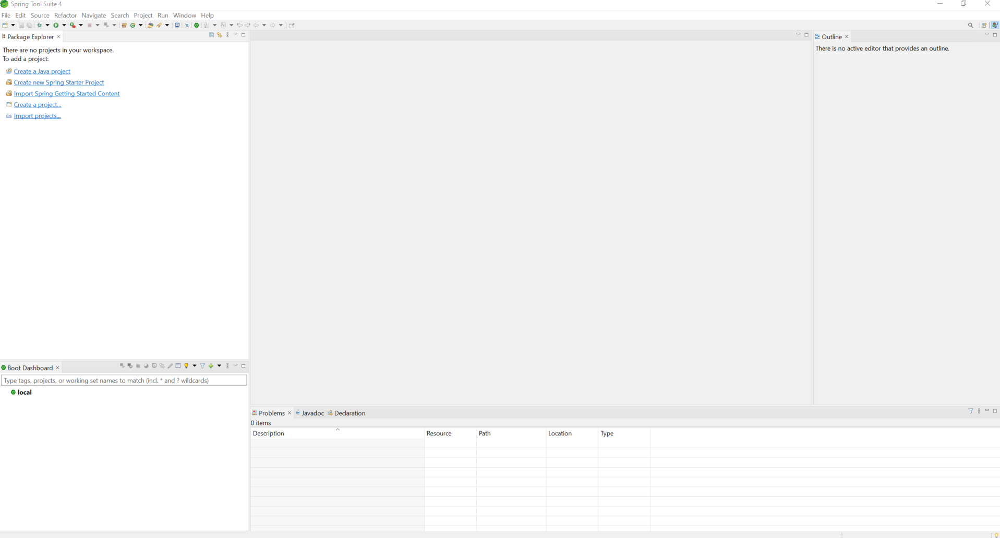 Spring Tool Suite 4
File Edit Source Refactor Navigate Search Project Run Window Help
Package Explorer
There are no projects in your workspace.
To add a project:
Create a Java project
Create new Spring Starter Project
Import Spring Getting Started Content
Create a project...
Import projects...
Outline
There is no active editor that provides an outline.
Boot Dashboard
Type tags, projects, or working set names to match (incl. * and ? wildcards)
local
Problems Javadoc Declaration
0 items
Description Resource Path Location Type